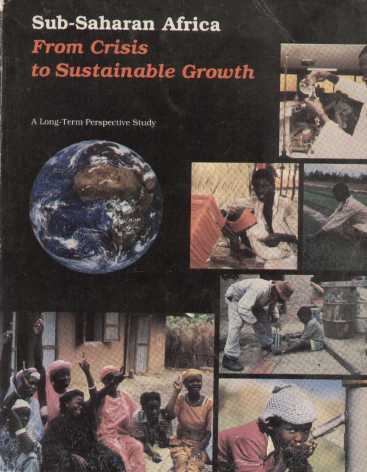 Sub-Saharan Africa
From Crisis
to Sustainable Growth
A Long-Term Perspective Study